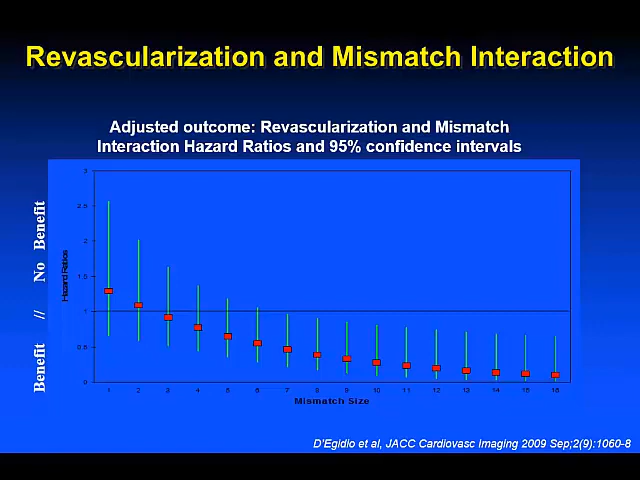 Revascularization and Mismatch Interaction
Adjusted outcome: Revascularization and Mismatch
Interaction Hazard Ratios and 95% confidence intervals
Benefit // No Benefit
Hazard Ratios
3
2.5
2
1.5
1
0.5
0
1 2 3 4 5 6 7 8 9 10 11 12 13 14 15 16
Mismatch Size
D'Egidio et al, JACC Cardiovasc Imaging 2009 Sep;2(9):1060-8